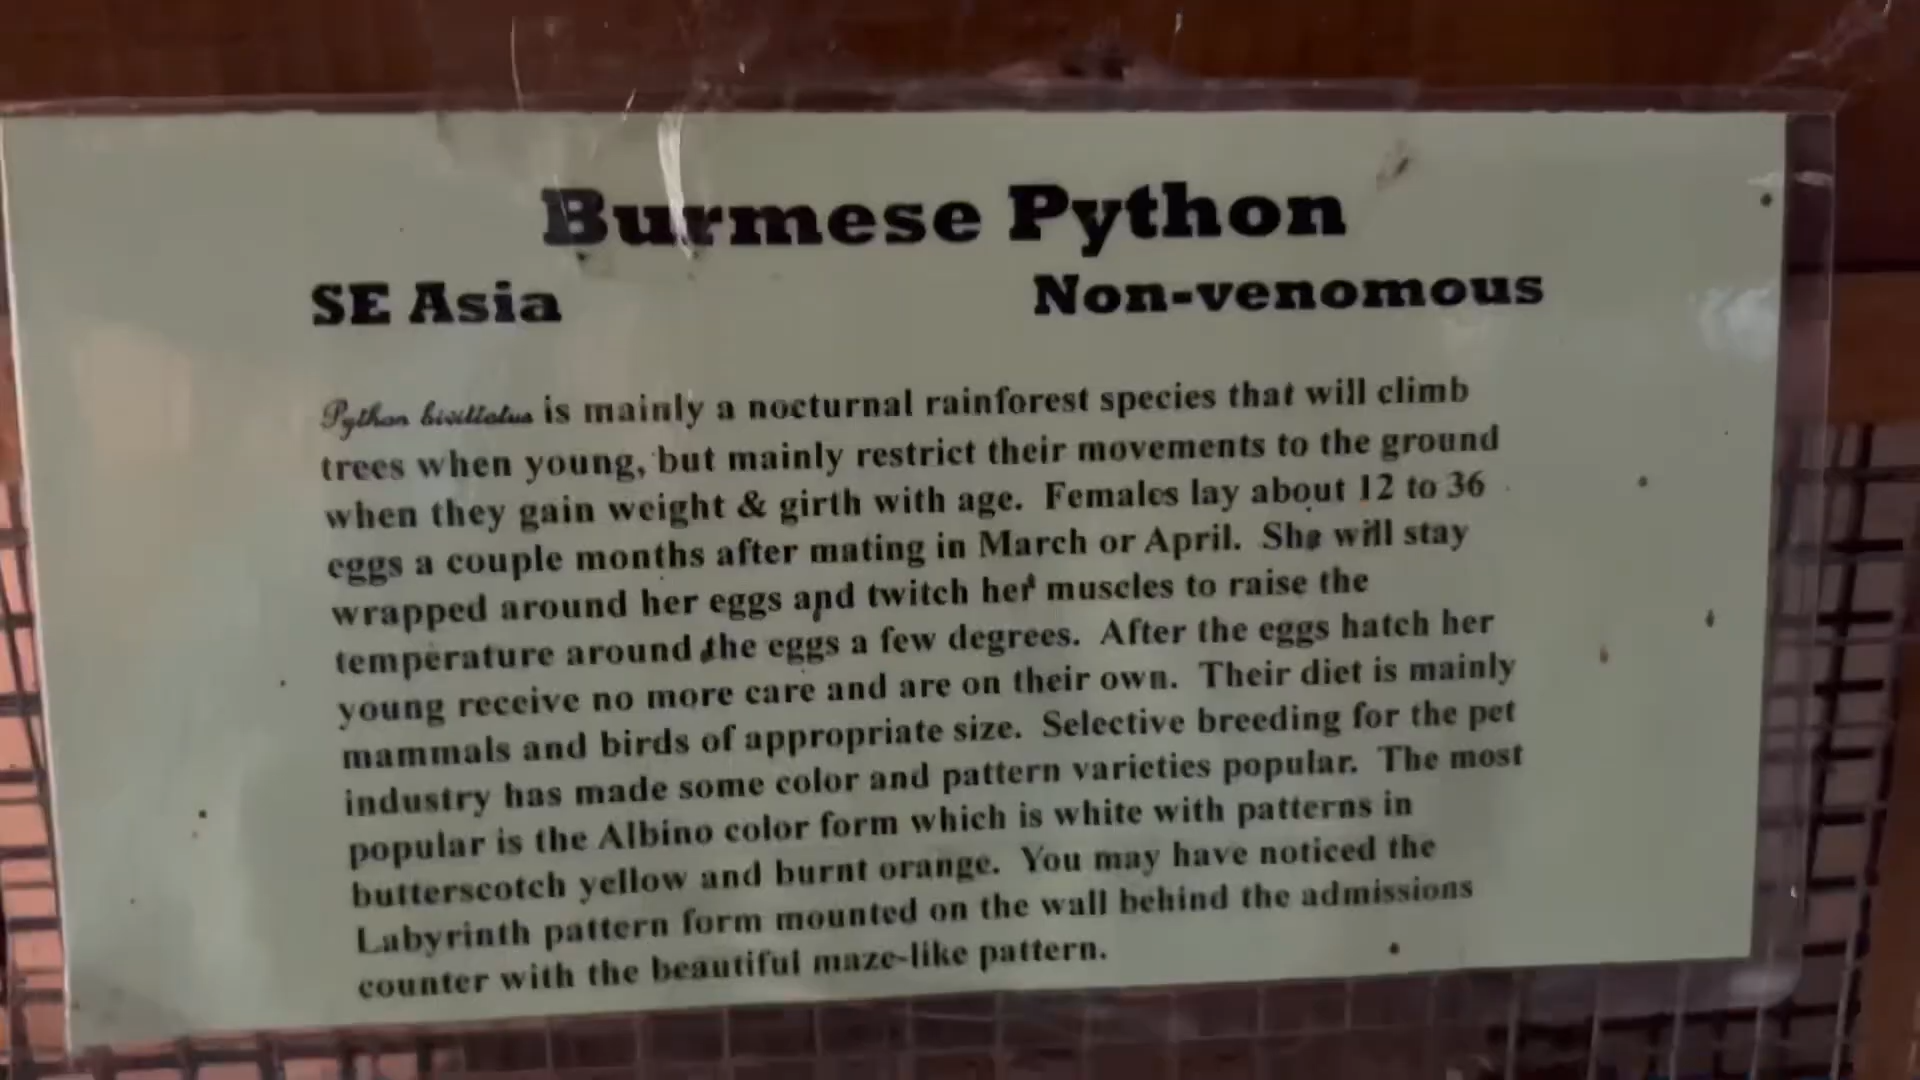 Burmese Python
SE Asia Non-venomous
Python bivittatus is mainly a nocturnal rainforest species that will climb
trees when young, but mainly restrict their movements to the ground
when they gain weight & girth with age. Females lay about 12 to 36
eggs a couple months after mating in March or April. She will stay
wrapped around her eggs and twitch her muscles to raise the
temperature around the eggs a few degrees. After the eggs hatch her
young receive no more care and are on their own. Their diet is mainly
mammals and birds of appropriate size. Selective breeding for the pet
industry has made some color and pattern varieties popular. The most
popular is the Albino color form which is white with patterns in
butterscotch yellow and burnt orange. You may have noticed the
Labyrinth pattern form mounted on the wall behind the admissions
counter with the beautiful maze-like pattern.